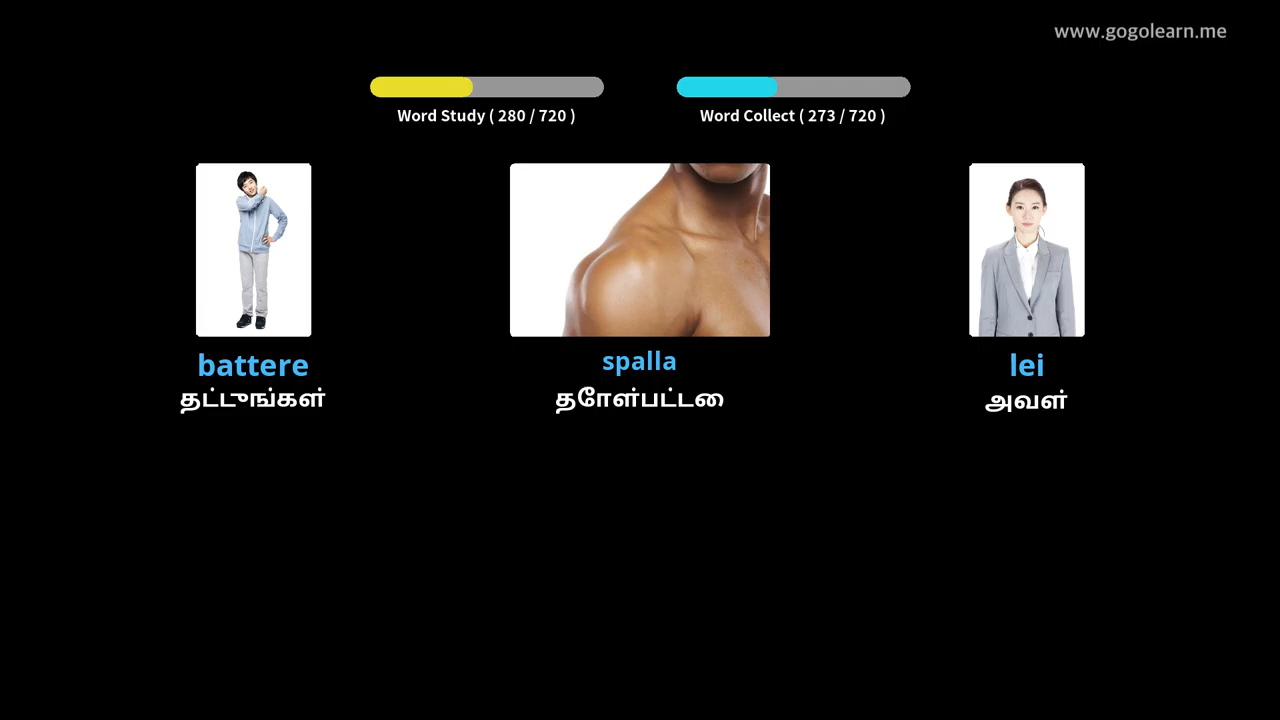 www.gogolearn.me
Word Study ( 280 / 720 )
Word Collect ( 273 / 720 )
battere
spalla
lei
தட்டுங்கள்
தோள்பட்டை
அவள்